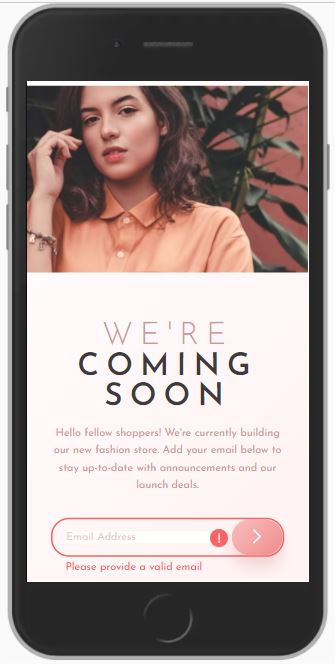 WE'RE
COMING
SOON
Hello fellow shoppers! We're currently building
our new fashion store. Add your email below to
stay up-to-date with announcements and our
launch deals.
Email Address !
Please provide a valid email